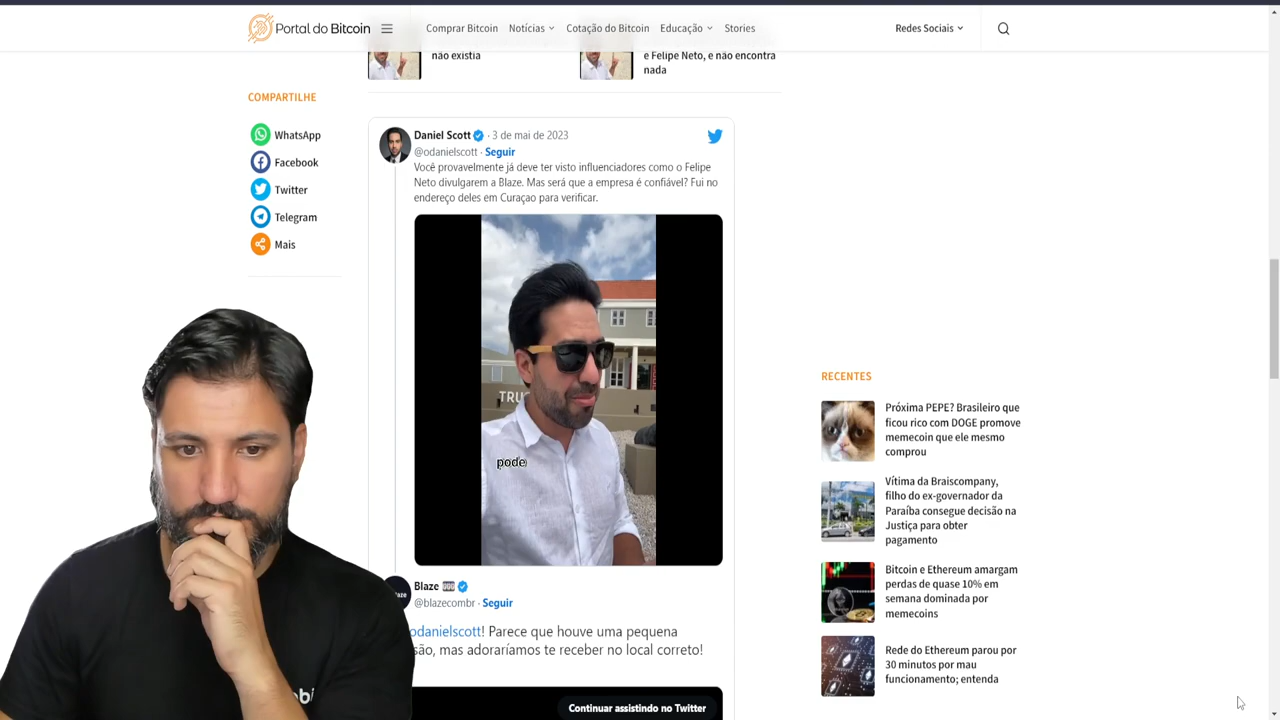 Portal do Bitcoin
Comprar Bitcoin
Notícias
Cotação do Bitcoin
Educação
Stories
Redes Sociais
não existia
e Felipe Neto, e não encontra
nada
COMPARTILHE
WhatsApp
Facebook
Twitter
Telegram
Mais
Daniel Scott · 3 de mai de 2023
@odanielscott · Seguir
Você provavelmente já deve ter visto influenciadores como o Felipe
Neto divulgarem a Blaze. Mas será que a empresa é confiável? Fui no
endereço deles em Curaçao para verificar.
TRU
pode
Blaze
@blazecombr · Seguir
odanielscott! Parece que houve uma pequena
são, mas adoraríamos te receber no local correto!
Continuar assistindo no Twitter
RECENTES
Próxima PEPE? Brasileiro que
ficou rico com DOGE promove
memecoin que ele mesmo
comprou
Vítima da Braiscompany,
filho do ex-governador da
Paraíba consegue decisão na
Justiça para obter
pagamento
Bitcoin e Ethereum amargam
perdas de quase 10% em
semana dominada por
memecoins
Rede do Ethereum parou por
30 minutos por mau
funcionamento; entenda